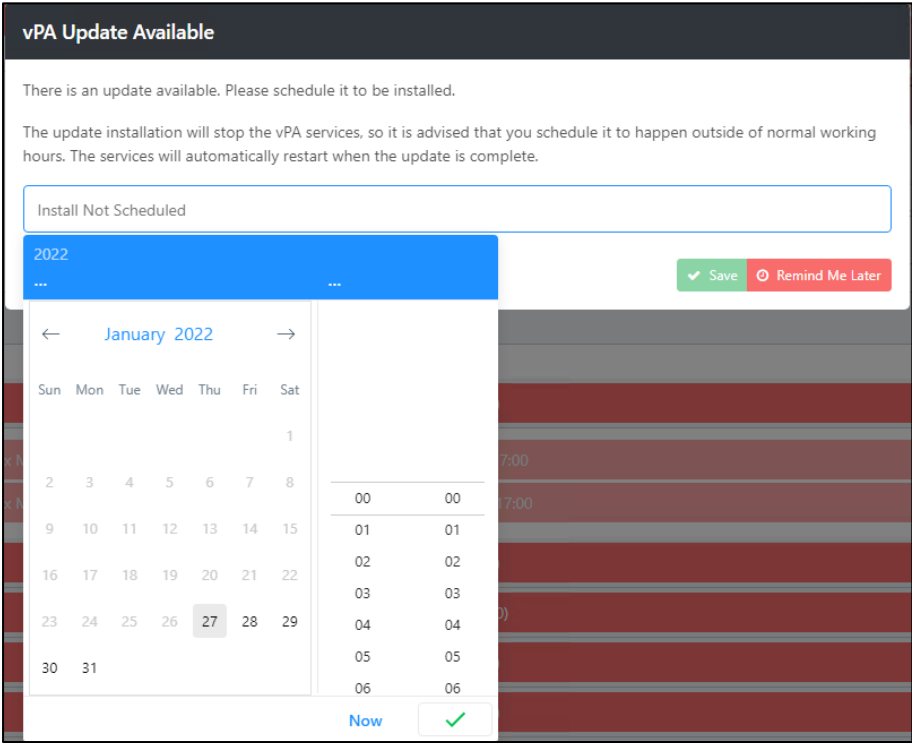 vPA Update Available
There is an update available. Please schedule it to be installed.
The update installation will stop the vPA services, so it is advised that you schedule it to happen outside of normal working
hours. The services will automatically restart when the update is complete.
Install Not Scheduled
2022
... ...
Save Remind Me Later
January 2022
Sun Mon Tue Wed Thu Fri Sat
1
2 3 4 5 6 7 8
9 10 11 12 13 14 15
16 17 18 19 20 21 22
23 24 25 26 27 28 29
30 31
00 00
01 01
02 02
03 03
04 04
05 05
06 06
Now
7:00
17:00